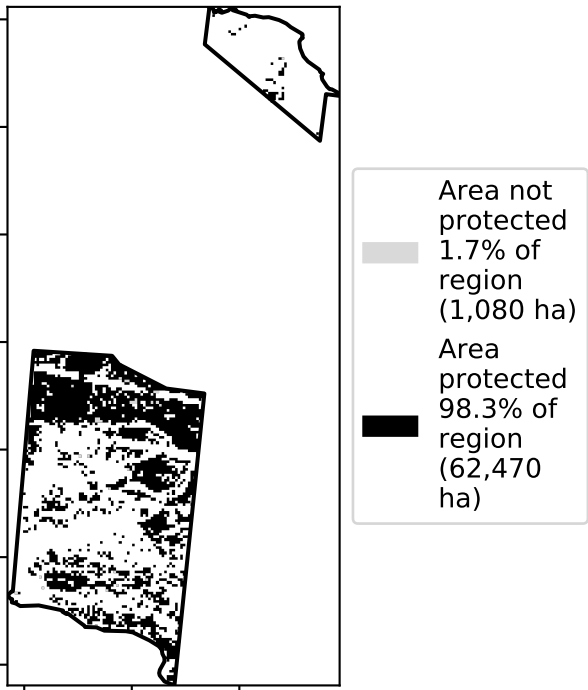 Area not
protected
1.7% of
region
(1,080 ha)
Area
protected
98.3% of
region
(62,470
ha)